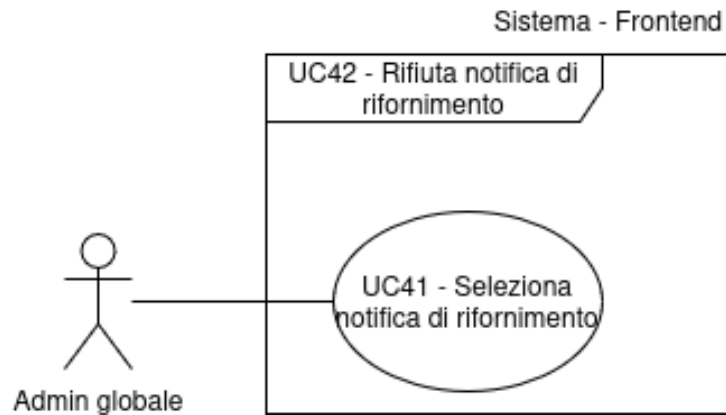 Sistema - Frontend
UC42 - Rifiuta notifica di
rifornimento
UC41 - Seleziona
notifica di rifornimento
Admin globale